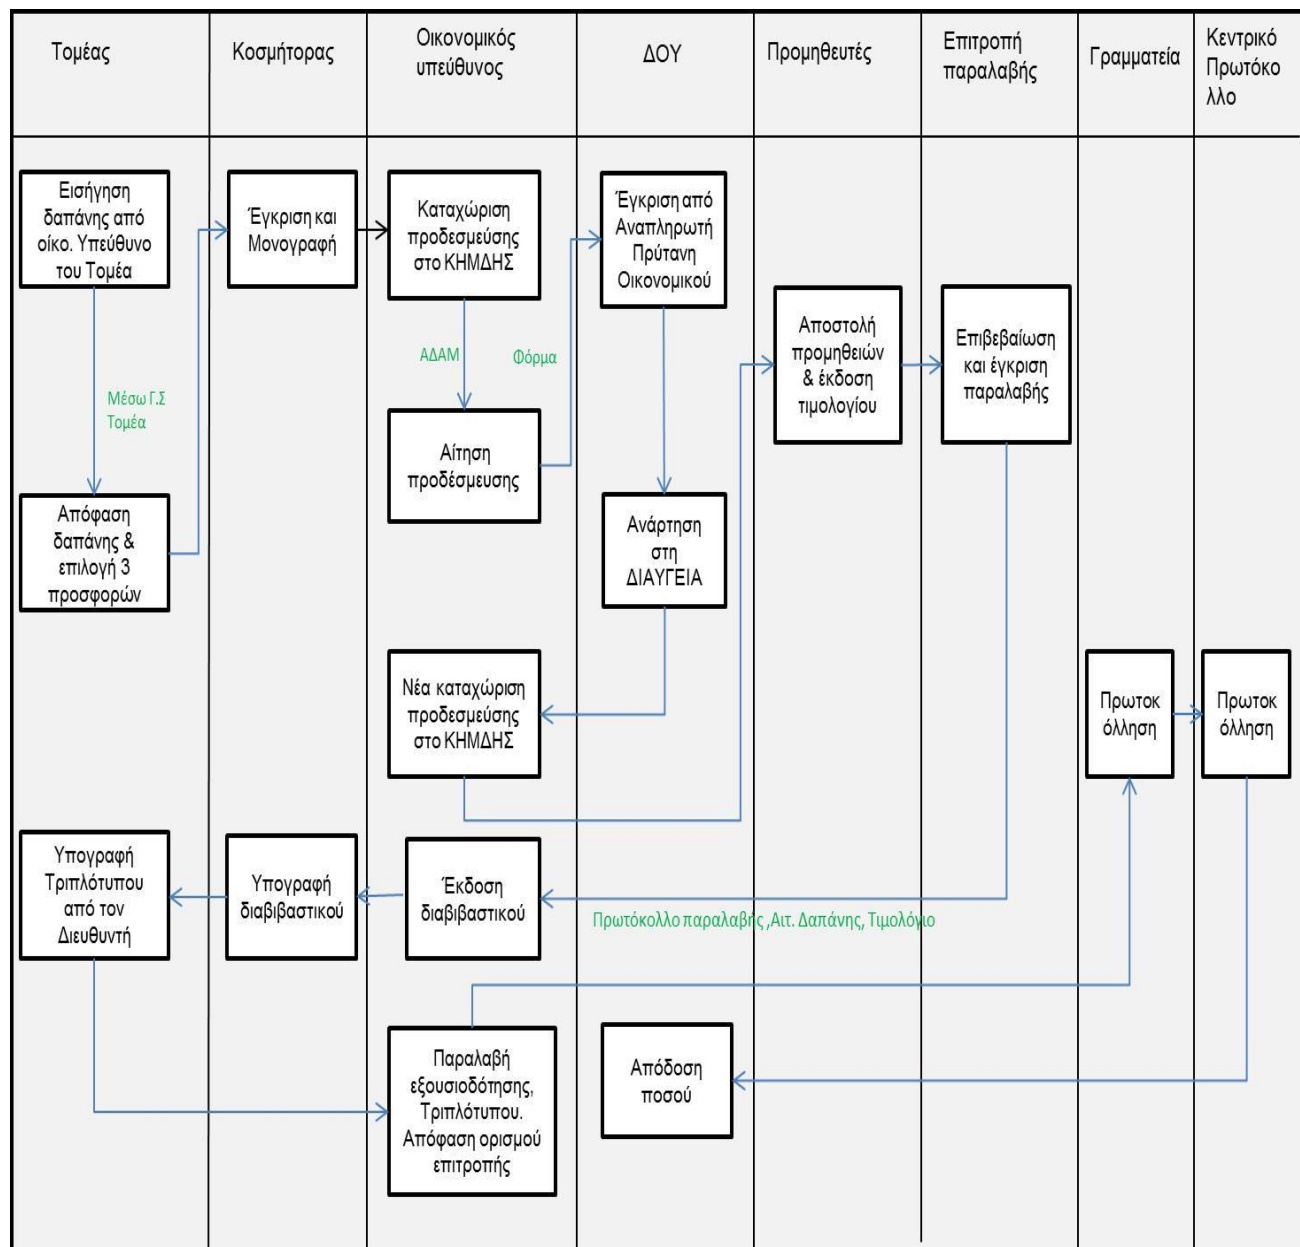 Τομέας
Κοσμήτορας
Οικονομικός
υπεύθυνος
ΔΟΥ
Προμηθευτές
Επιτροπή
παραλαβής
Γραμματεία
Κεντρικό
Πρωτόκο
λλο
Εισήγηση
δαπάνης από
οίκο. Υπεύθυνο
του Τομέα
Έγκριση και
Μονογραφή
Καταχώριση
προδεσμεύσης
στο ΚΗΜΔΗΣ
Έγκριση από
Αναπληρωτή
Πρύτανη
Οικονομικού
Αποστολή
προμηθειών
& έκδοση
τιμολογίου
Επιβεβαίωση
και έγκριση
παραλαβής
ΑΔΑΜ
Φόρμα
Μέσω Γ.Σ
Τομέα
Αίτηση
προδέσμευσης
Απόφαση
δαπάνης &
επιλογή 3
προσφορών
Ανάρτηση
στη
ΔΙΑΥΓΕΙΑ
Νέα καταχώριση
προδεσμεύσης
στο ΚΗΜΔΗΣ
Πρωτοκ
όλληση
Πρωτοκ
όλληση
Υπογραφή
Τριπλότυπου
από τον
Διευθυντή
Υπογραφή
διαβιβαστικού
Έκδοση
διαβιβαστικού
Πρωτόκολλο παραλαβής ,Αιτ. Δαπάνης, Τιμολόγιο
Παραλαβή
εξουσιοδότησης,
Τριπλότυπου.
Απόφαση ορισμού
επιτροπής
Απόδοση
ποσού